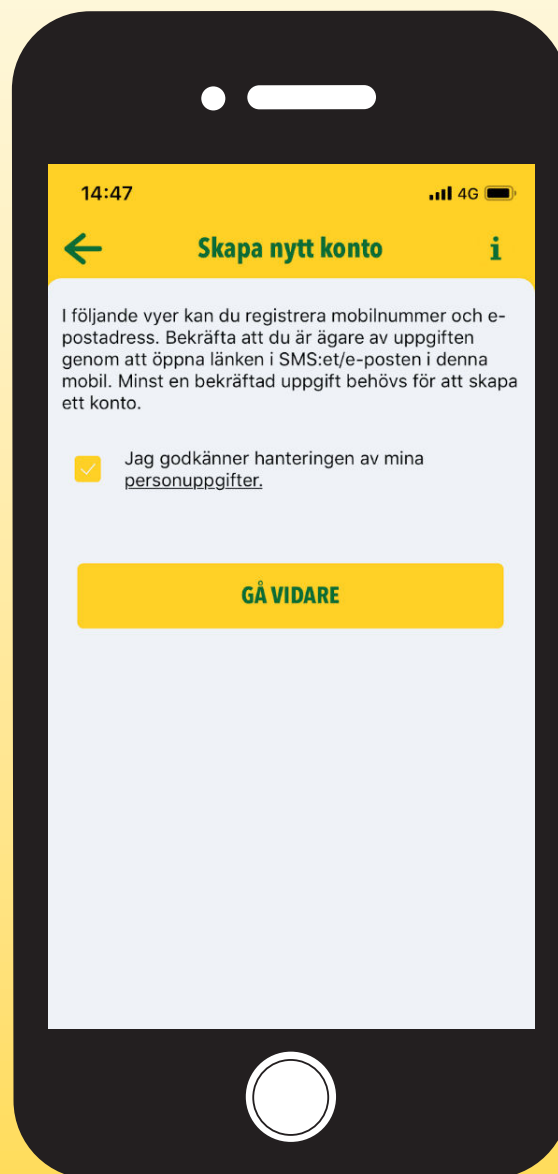 14:47
4G
Skapa nytt konto
i
I följande vyer kan du registrera mobilnummer och e-
postadress. Bekräfta att du är ägare av uppgiften
genom att öppna länken i SMS:et/e-posten i denna
mobil. Minst en bekräftad uppgift behövs för att skapa
ett konto.
Jag godkänner hanteringen av mina
personuppgifter.
GÅ VIDARE